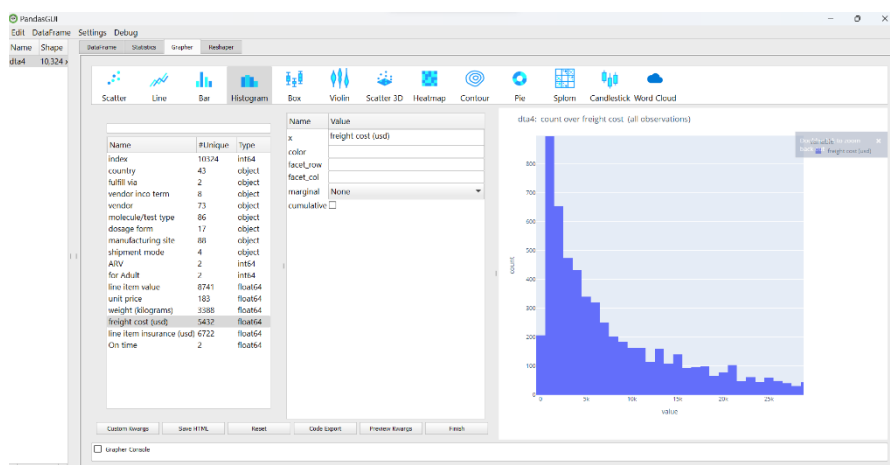 PandasGUI
Edit DataFrame Settings Debug
Name Shape
dta4 10,324 x
DataFrame Statistics Grapher Reshaper
Scatter Line Bar Histogram Box Violin Scatter 3D Heatmap Contour Pie Splom Candlestick Word Cloud
Name #Unique Type
index 10324 int64
country 43 object
fulfill via 2 object
vendor inco term 8 object
vendor 73 object
molecule/test type 86 object
dosage form 17 object
manufacturing site 88 object
shipment mode 4 object
ARV 2 int64
for Adult 2 int64
line item value 8741 float64
unit price 183 float64
weight (kilograms) 3388 float64
freight cost (usd) 5432 float64
line item insurance (usd) 6722 float64
On time 2 float64
Name Value
x freight cost (usd)
color
facet_row
facet_col
marginal None
cumulative
dta4: count over freight cost (all observations)
freight cost (usd)
800
700
600
500
400
300
200
100
0
count
0 5k 10k 15k 20k 25k
value
Custom Kwargs Save HTML Reset Code Export Preview Kwargs Finish
Grapher Console